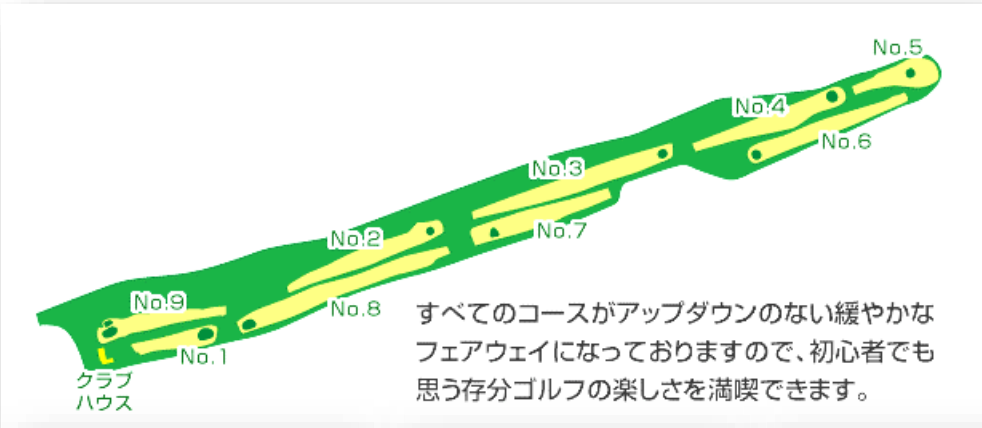 No.5
No.4
No.6
No.3
No.7
No.2
No.8
No.9
No.1
クラブ
ハウス
すべてのコースがアップダウンのない緩やかな
フェアウェイになっておりますので、初心者でも
思う存分ゴルフの楽しさを満喫できます。